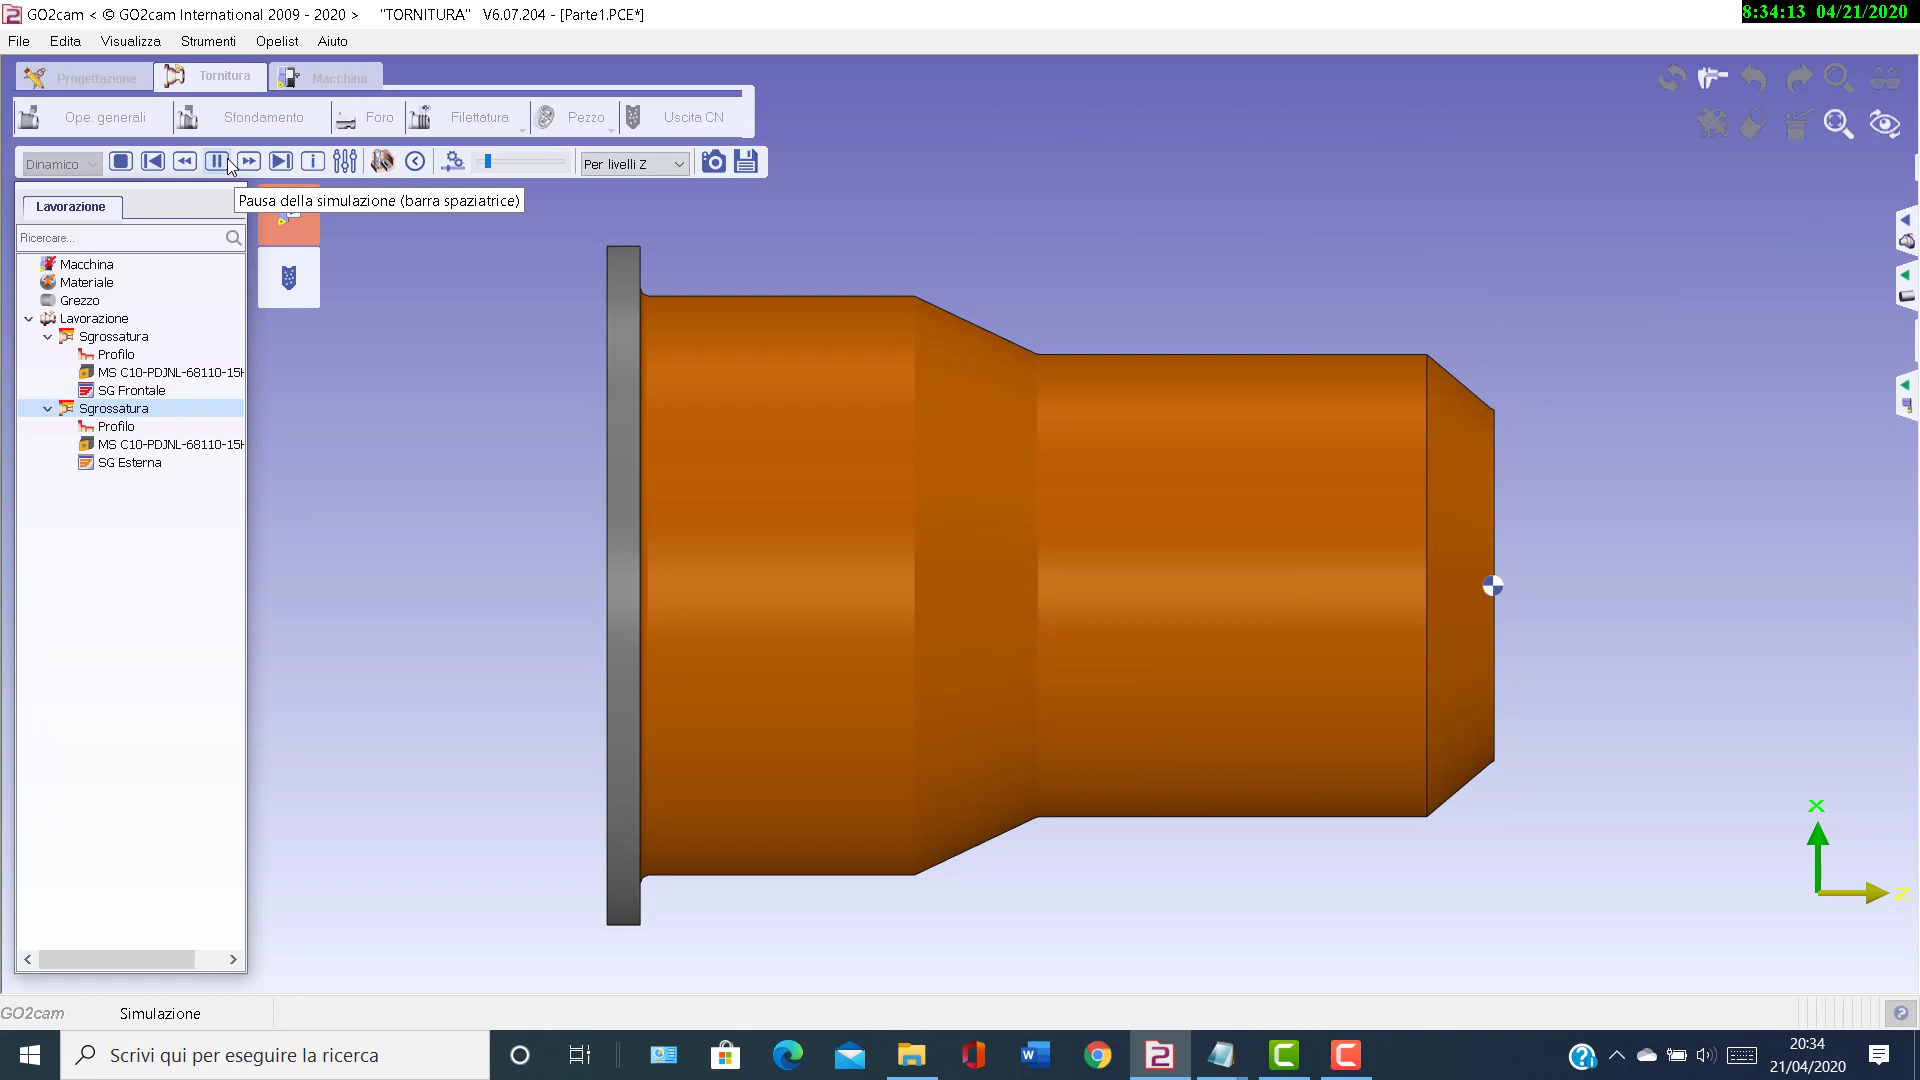 GO2cam < © GO2cam International 2009 - 2020 > "TORNITURA" V6.07.204 - [Parte1.PCE*]
8:34:13 04/21/2020
File Edita Visualizza Strumenti Opelist Aiuto
Progettazione Tornitura Macchina
Ope. generali Sfondamento Foro Filettatura Pezzo Uscita CN
Dinamico Per livelli Z
Pausa della simulazione (barra spaziatrice)
Lavorazione
Ricercare...
Macchina
Materiale
Grezzo
Lavorazione
Sgrossatura
Profilo
MS C10-PDJNL-68110-15H
SG Frontale
Sgrossatura
Profilo
MS C10-PDJNL-68110-15H
SG Esterna
X
Z
GO2cam Simulazione
Scrivi qui per eseguire la ricerca
20:34
21/04/2020